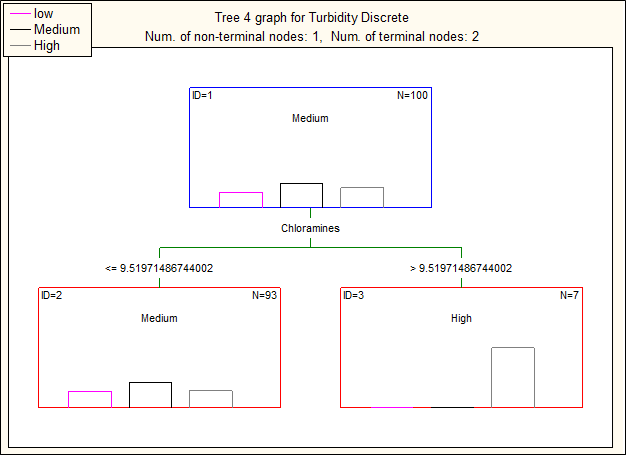 low
Medium
High
Tree 4 graph for Turbidity Discrete
Num. of non-terminal nodes: 1,  Num. of terminal nodes: 2
ID=1 N=100
Medium
Chloramines
<= 9.51971486744002 > 9.51971486744002
ID=2 N=93 ID=3 N=7
Medium High